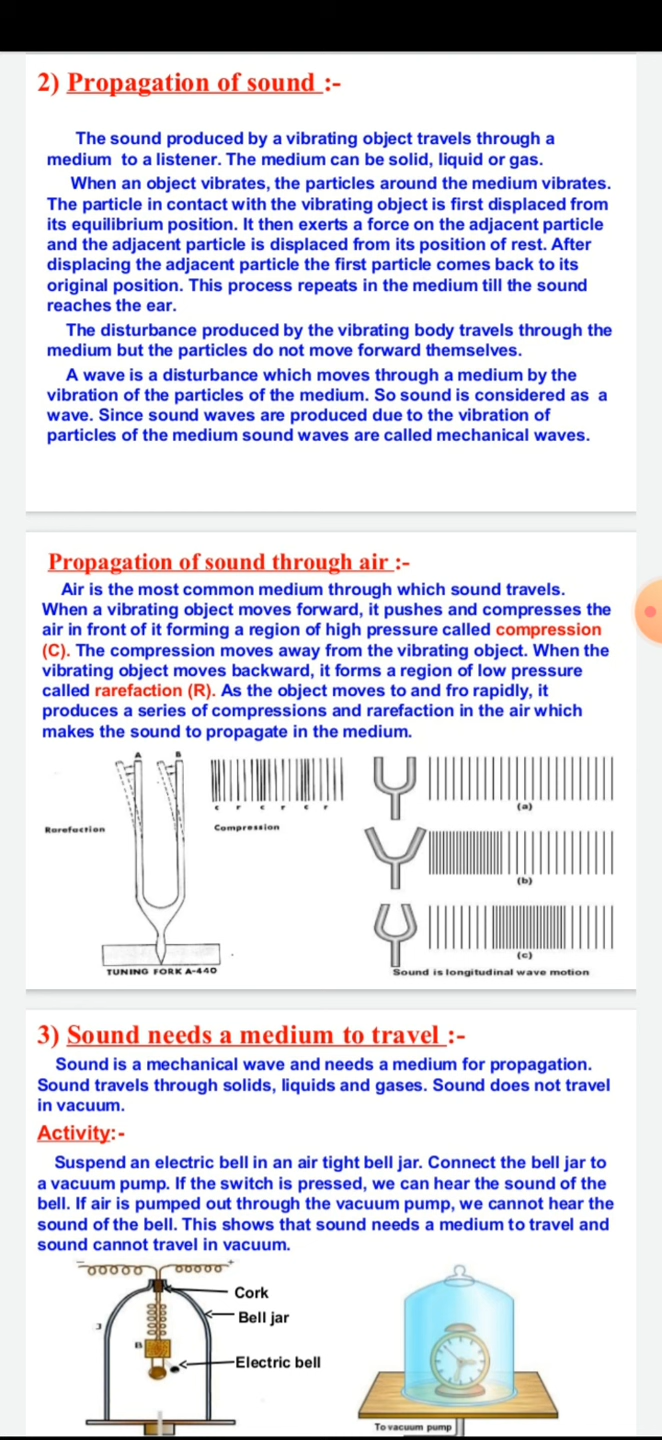 2) Propagation of sound :-
The sound produced by a vibrating object travels through a
medium to a listener. The medium can be solid, liquid or gas.
When an object vibrates, the particles around the medium vibrates.
The particle in contact with the vibrating object is first displaced from
its equilibrium position. It then exerts a force on the adjacent particle
and the adjacent particle is displaced from its position of rest. After
displacing the adjacent particle the first particle comes back to its
original position. This process repeats in the medium till the sound
reaches the ear.
The disturbance produced by the vibrating body travels through the
medium but the particles do not move forward themselves.
A wave is a disturbance which moves through a medium by the
vibration of the particles of the medium. So sound is considered as a
wave. Since sound waves are produced due to the vibration of
particles of the medium sound waves are called mechanical waves.
Propagation of sound through air :-
Air is the most common medium through which sound travels.
When a vibrating object moves forward, it pushes and compresses the
air in front of it forming a region of high pressure called compression
(C). The compression moves away from the vibrating object. When the
vibrating object moves backward, it forms a region of low pressure
called rarefaction (R). As the object moves to and fro rapidly, it
produces a series of compressions and rarefaction in the air which
makes the sound to propagate in the medium.
A B
c r c r c r
(a)
Rarefaction
Compression
(b)
(c)
TUNING FORK A-440
Sound is longitudinal wave motion
3) Sound needs a medium to travel :-
Sound is a mechanical wave and needs a medium for propagation.
Sound travels through solids, liquids and gases. Sound does not travel
in vacuum.
Activity:-
Suspend an electric bell in an air tight bell jar. Connect the bell jar to
a vacuum pump. If the switch is pressed, we can hear the sound of the
bell. If air is pumped out through the vacuum pump, we cannot hear the
sound of the bell. This shows that sound needs a medium to travel and
sound cannot travel in vacuum.
Cork
Bell jar
J
B
Electric bell
To vacuum pump